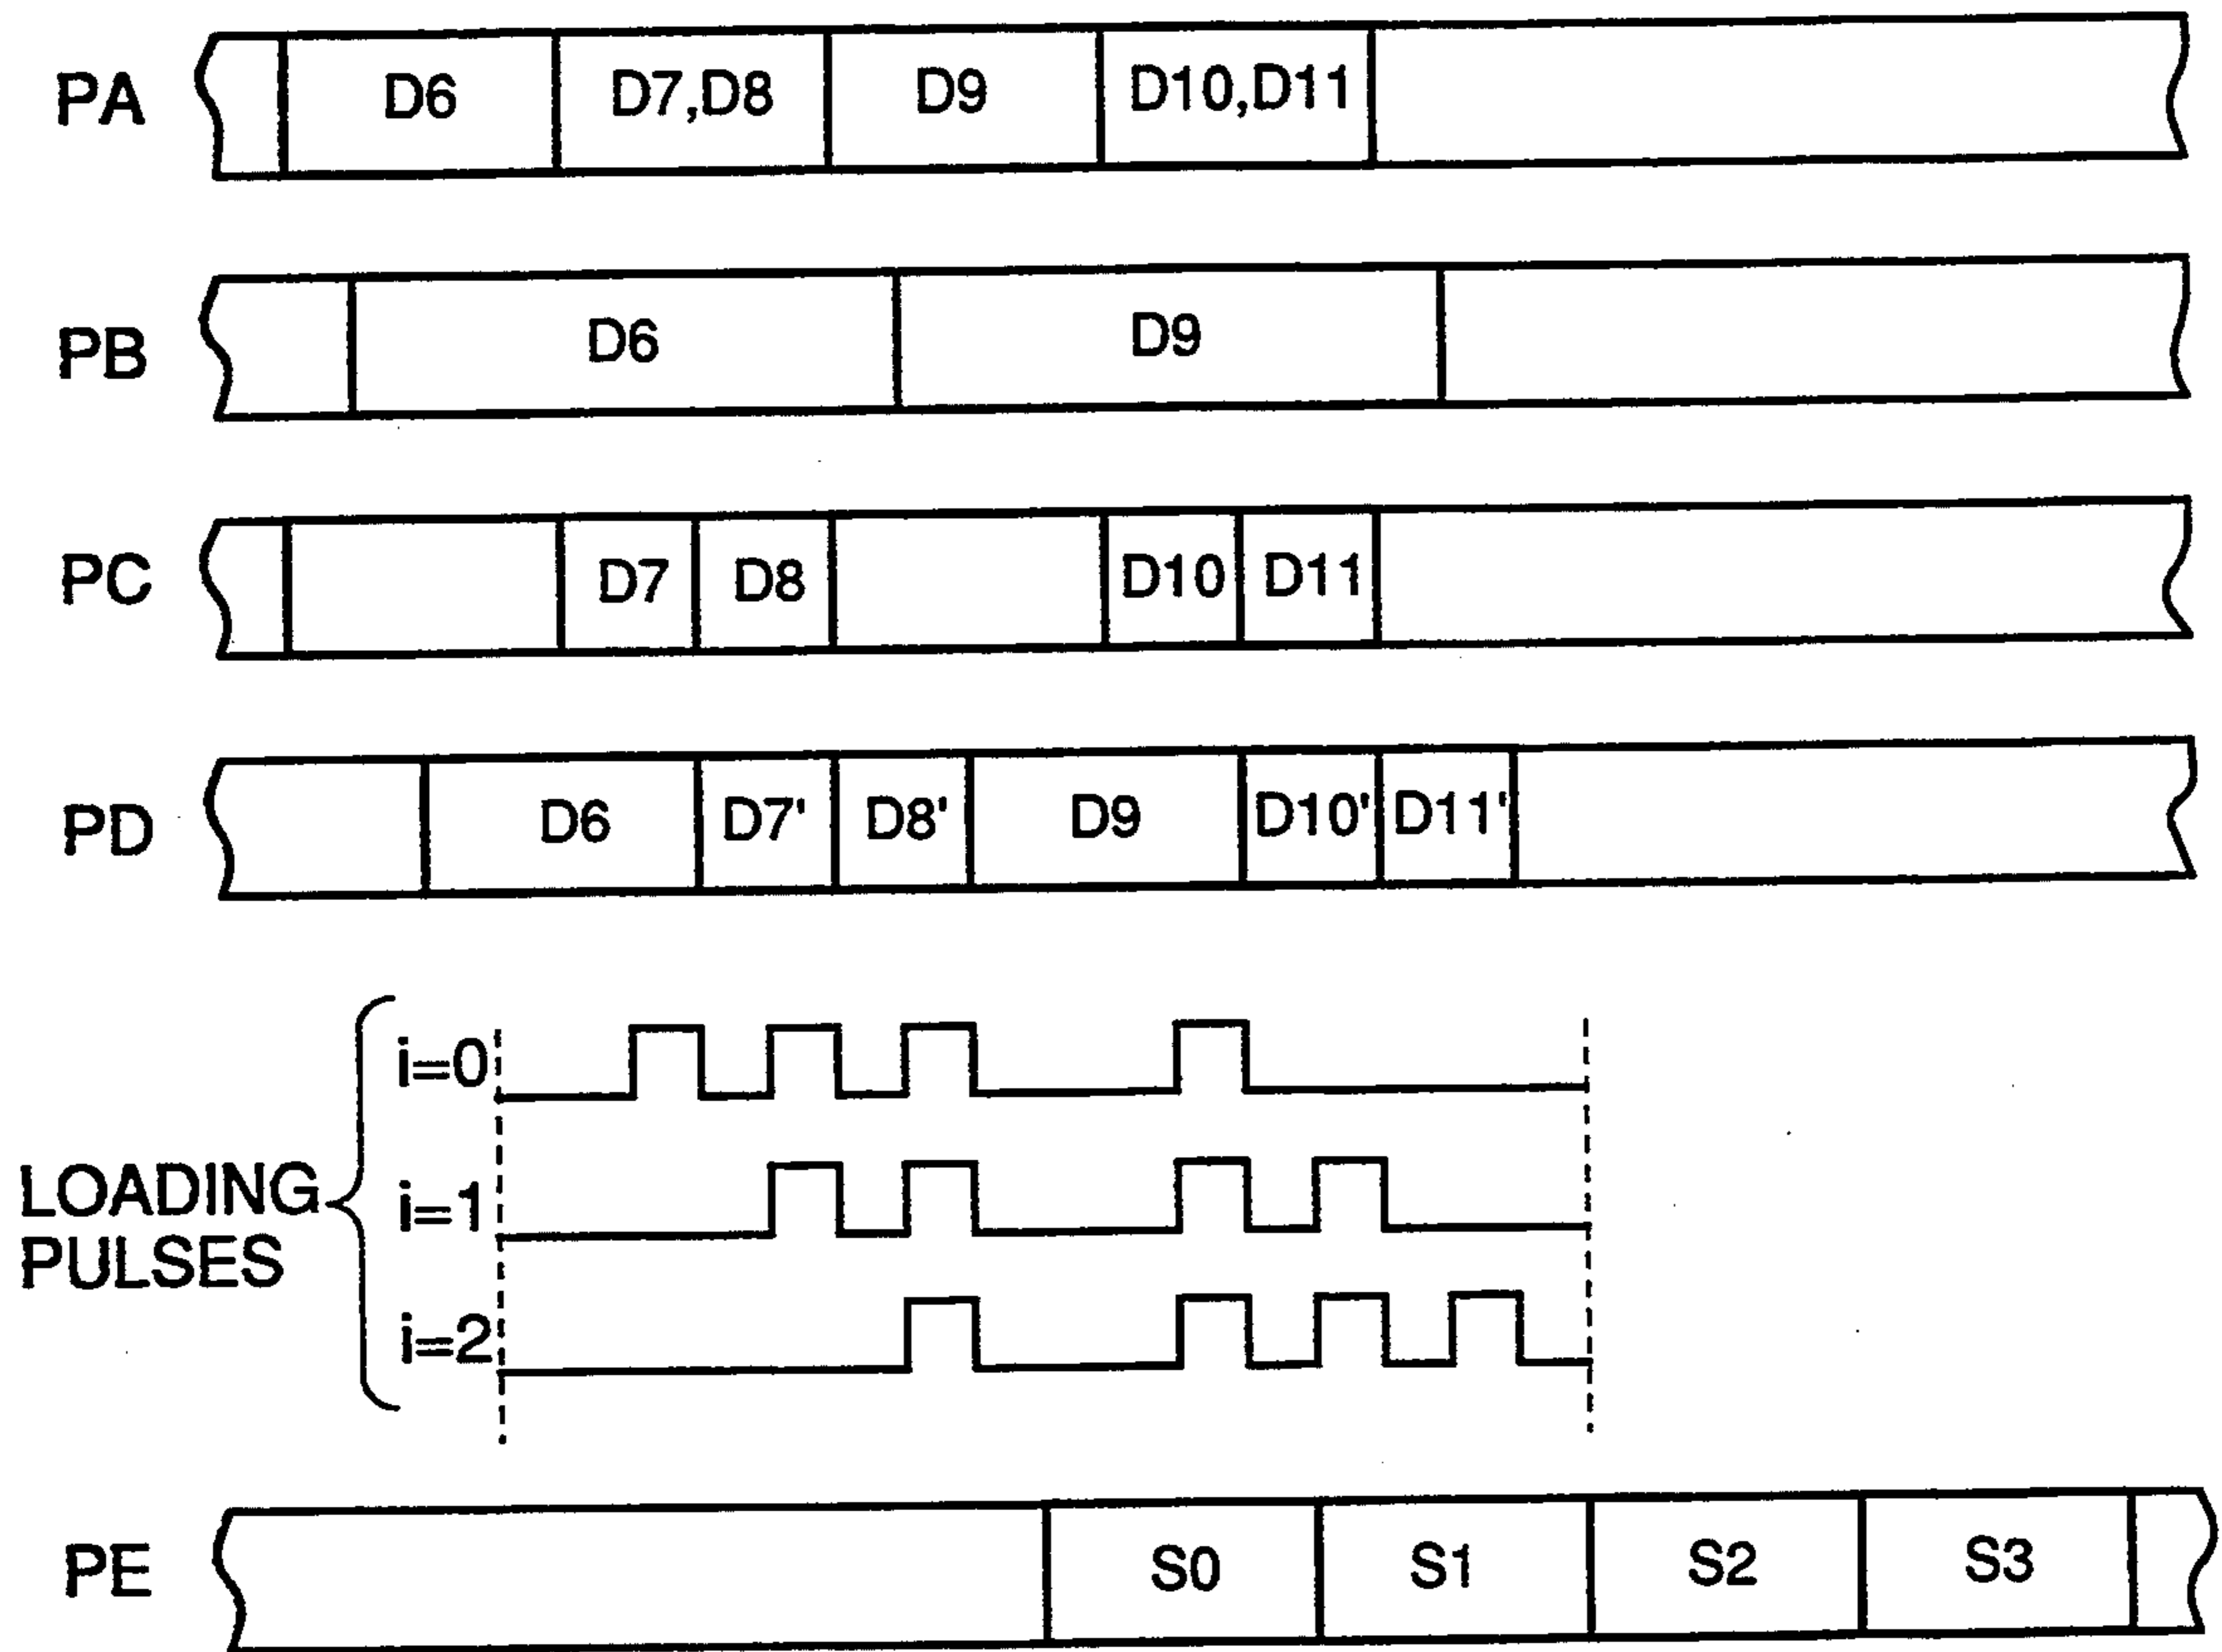 PA D6 D7,D8 D9 D10,D11
PB D6 D9
PC D7 D8 D10 D11
PD D6 D7' D8' D9 D10' D11'
i=0
LOADING
PULSES
i=1
i=2
PE S0 S1 S2 S3